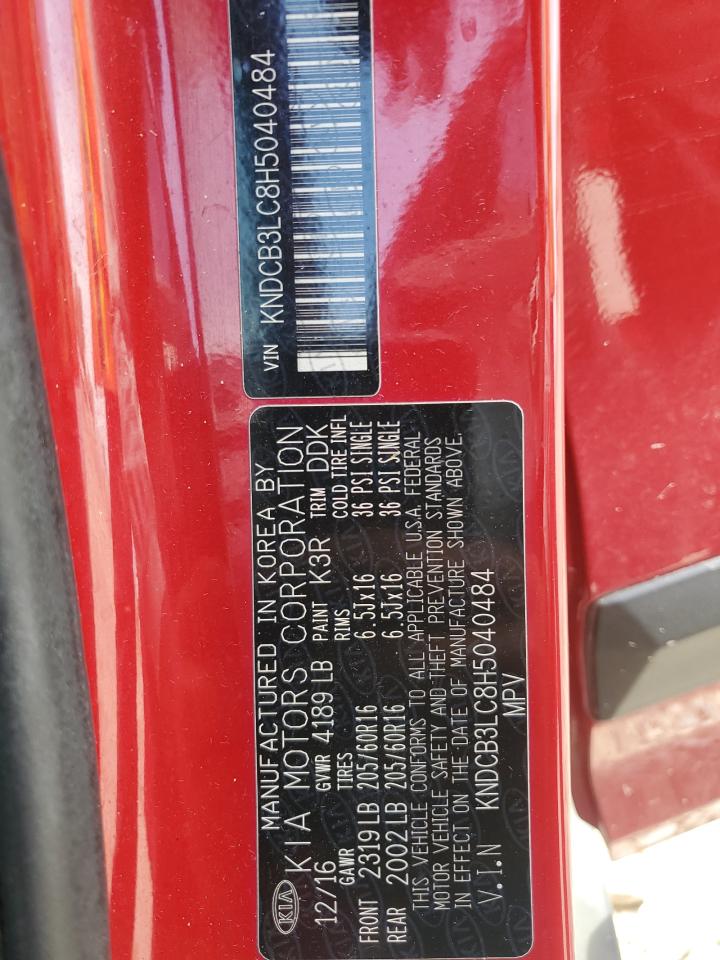 VIN KNDCB3LC8H5040484
MANUFACTURED IN KOREA BY
KIA KIA MOTORS CORPORATION
12/16 GVWR 4189 LB PAINT K3R TRIM DDK
GAWR TIRES RIMS COLD TIRE INFL
FRONT 2319 LB 205/60R16 6.5Jx16 36 PSI SINGLE
REAR 2002 LB 205/60R16 6.5Jx16 36 PSI SINGLE
THIS VEHICLE CONFORMS TO ALL APPLICABLE U.S.A. FEDERAL
MOTOR VEHICLE SAFETY AND THEFT PREVENTION STANDARDS
IN EFFECT ON THE DATE OF MANUFACTURE SHOWN ABOVE.
V.I.N KNDCB3LC8H5040484
MPV